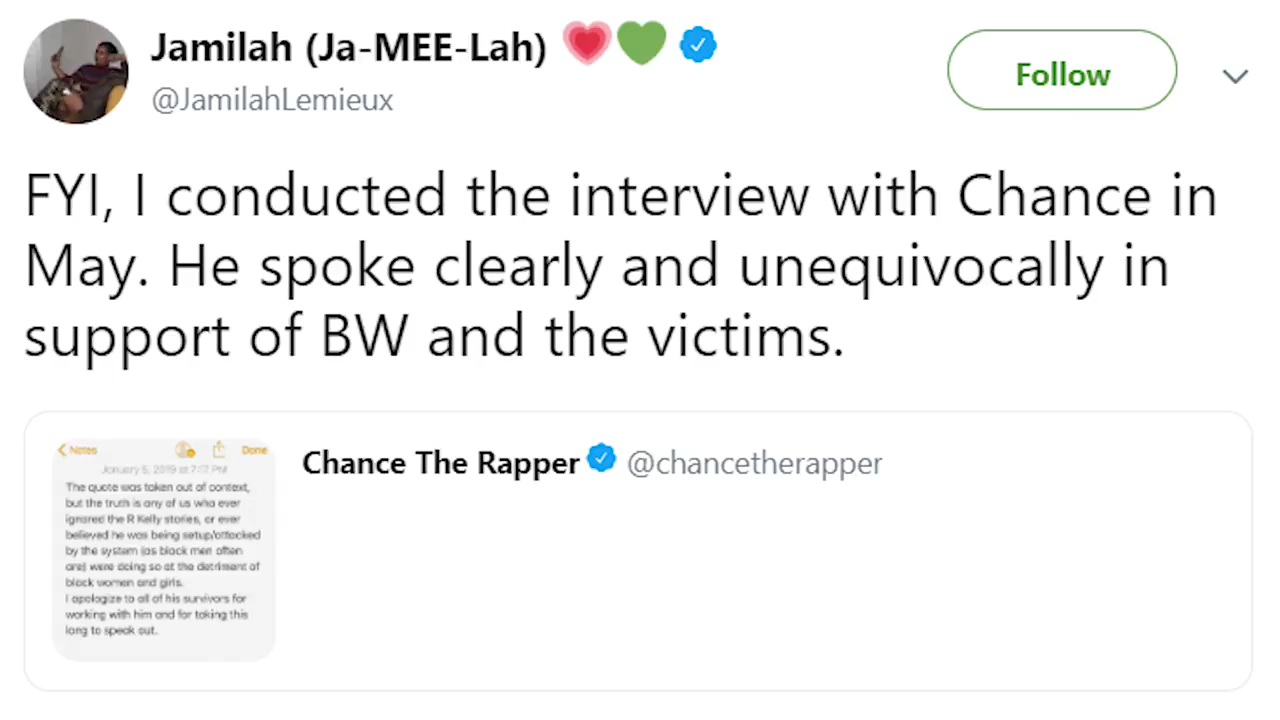 Jamilah (Ja-MEE-Lah)
@JamilahLemieux
Follow
FYI, I conducted the interview with Chance in
May. He spoke clearly and unequivocally in
support of BW and the victims.
Notes Done
January 5, 2019 at 7:17 PM
The quote was taken out of context,
but the truth is any of us who ever
ignored the R Kelly stories, or ever
believed he was being setup/attacked
by the system (as black men often
are) were doing so at the detriment of
black women and girls.
I apologize to all of his survivors for
working with him and for taking this
long to speak out.
Chance The Rapper @chancetherapper